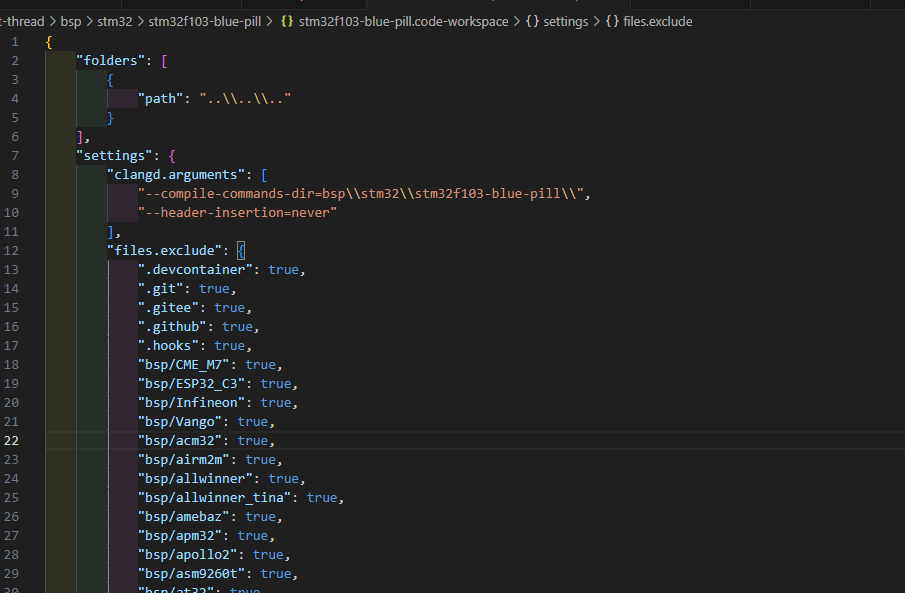 t-thread > bsp > stm32 > stm32f103-blue-pill > {} stm32f103-blue-pill.code-workspace > {} settings > {} files.exclude
1 {
2 "folders": [
3 {
4 "path": "..\\..\\.."
5 }
6 ],
7 "settings": {
8 "clangd.arguments": [
9 "--compile-commands-dir=bsp\\stm32\\stm32f103-blue-pill\\",
10 "--header-insertion=never"
11 ],
12 "files.exclude": {
13 ".devcontainer": true,
14 ".git": true,
15 ".gitee": true,
16 ".github": true,
17 ".hooks": true,
18 "bsp/CME_M7": true,
19 "bsp/ESP32_C3": true,
20 "bsp/Infineon": true,
21 "bsp/Vango": true,
22 "bsp/acm32": true,
23 "bsp/airm2m": true,
24 "bsp/allwinner": true,
25 "bsp/allwinner_tina": true,
26 "bsp/amebaz": true,
27 "bsp/apm32": true,
28 "bsp/apollo2": true,
29 "bsp/asm9260t": true,
30 "bsp/at32": true